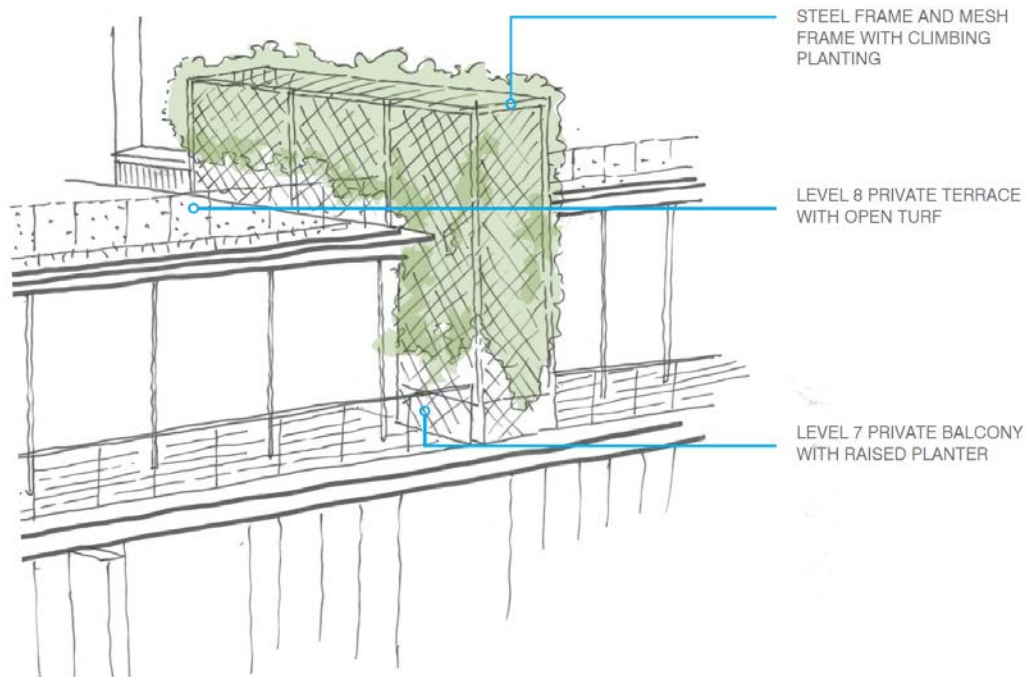 STEEL FRAME AND MESH
FRAME WITH CLIMBING
PLANTING
LEVEL 8 PRIVATE TERRACE
WITH OPEN TURF
LEVEL 7 PRIVATE BALCONY
WITH RAISED PLANTER